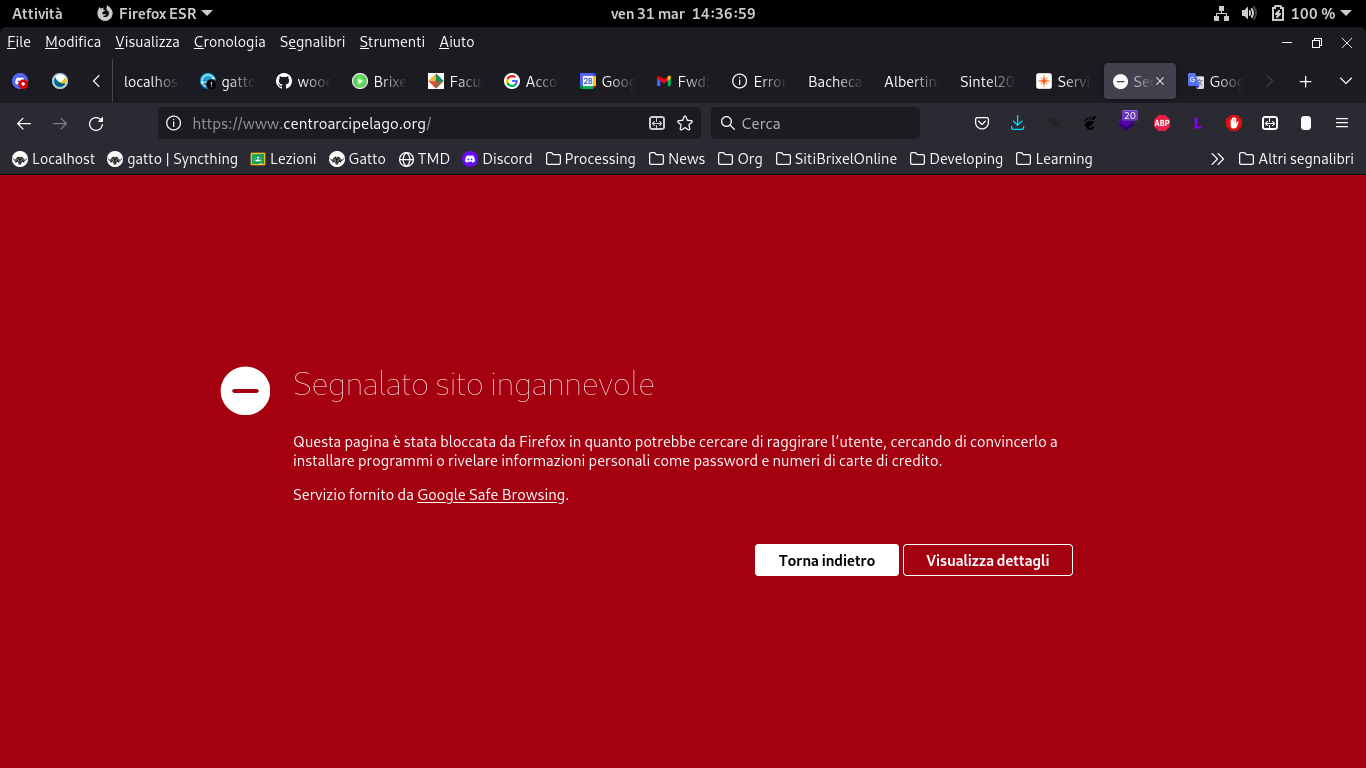 Attività Firefox ESR ven 31 mar 14:36:59 100 %
File Modifica Visualizza Cronologia Segnalibri Strumenti Aiuto
localhos gatto wooc Brixe Facul Acco 28 Goog Fwd: Error Bacheca Albertin Sintel20 Servi Se Goog
https://www.centroarcipelago.org/ Cerca 20 ABP L
Localhost gatto | Syncthing Lezioni Gatto TMD Discord Processing News Org SitiBrixelOnline Developing Learning Altri segnalibri
Segnalato sito ingannevole
Questa pagina è stata bloccata da Firefox in quanto potrebbe cercare di raggirare l’utente, cercando di convincerlo a
installare programmi o rivelare informazioni personali come password e numeri di carte di credito.
Servizio fornito da Google Safe Browsing.
Torna indietro Visualizza dettagli